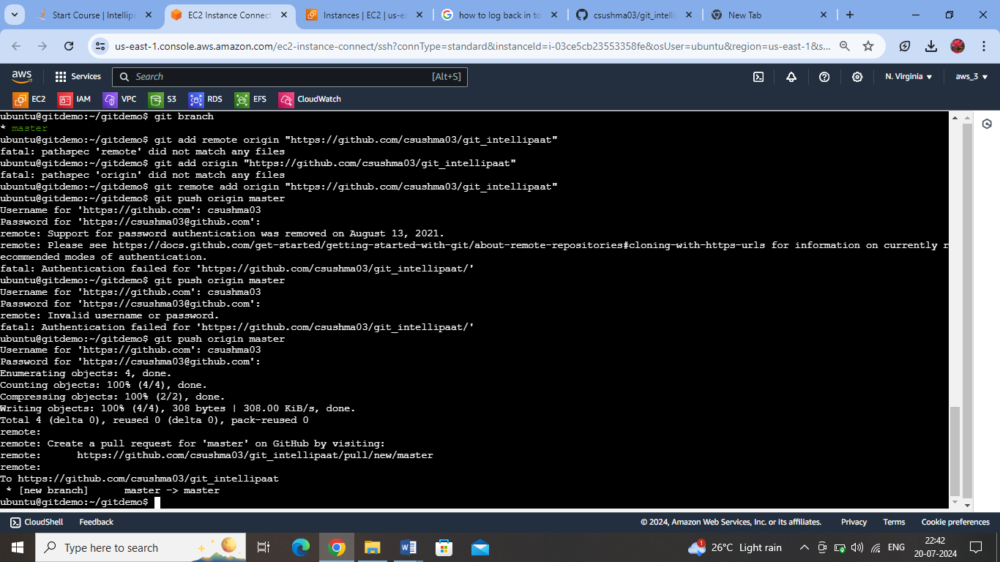 Start Course | Intellipa
EC2 Instance Connect
Instances | EC2 | us-ea
how to log back in to
csushma03/git_intellip
New Tab
us-east-1.console.aws.amazon.com/ec2-instance-connect/ssh?connType=standard&instanceId=i-03ce5cb23553358fe&osUser=ubuntu&region=us-east-1&s...
aws
Services
Search
[Alt+S]
N. Virginia
aws_3
EC2
IAM
VPC
S3
RDS
EFS
CloudWatch
ubuntu@gitdemo:~/gitdemo$ git branch
* master
ubuntu@gitdemo:~/gitdemo$ git add remote origin "https://github.com/csushma03/git_intellipaat"
fatal: pathspec 'remote' did not match any files
ubuntu@gitdemo:~/gitdemo$ git add origin "https://github.com/csushma03/git_intellipaat"
fatal: pathspec 'origin' did not match any files
ubuntu@gitdemo:~/gitdemo$ git remote add origin "https://github.com/csushma03/git_intellipaat"
ubuntu@gitdemo:~/gitdemo$ git push origin master
Username for 'https://github.com': csushma03
Password for 'https://csushma03@github.com':
remote: Support for password authentication was removed on August 13, 2021.
remote: Please see https://docs.github.com/get-started/getting-started-with-git/about-remote-repositories#cloning-with-https-urls for information on currently r
ecommended modes of authentication.
fatal: Authentication failed for 'https://github.com/csushma03/git_intellipaat/'
ubuntu@gitdemo:~/gitdemo$ git push origin master
Username for 'https://github.com': csushma03
Password for 'https://csushma03@github.com':
remote: Invalid username or password.
fatal: Authentication failed for 'https://github.com/csushma03/git_intellipaat/'
ubuntu@gitdemo:~/gitdemo$ git push origin master
Username for 'https://github.com': csushma03
Password for 'https://csushma03@github.com':
Enumerating objects: 4, done.
Counting objects: 100% (4/4), done.
Compressing objects: 100% (2/2), done.
Writing objects: 100% (4/4), 308 bytes | 308.00 KiB/s, done.
Total 4 (delta 0), reused 0 (delta 0), pack-reused 0
remote:
remote: Create a pull request for 'master' on GitHub by visiting:
remote:      https://github.com/csushma03/git_intellipaat/pull/new/master
remote:
To https://github.com/csushma03/git_intellipaat
 * [new branch]      master -> master
ubuntu@gitdemo:~/gitdemo$
CloudShell
Feedback
© 2024, Amazon Web Services, Inc. or its affiliates.
Privacy
Terms
Cookie preferences
Type here to search
1
26°C Light rain
ENG
22:42
20-07-2024